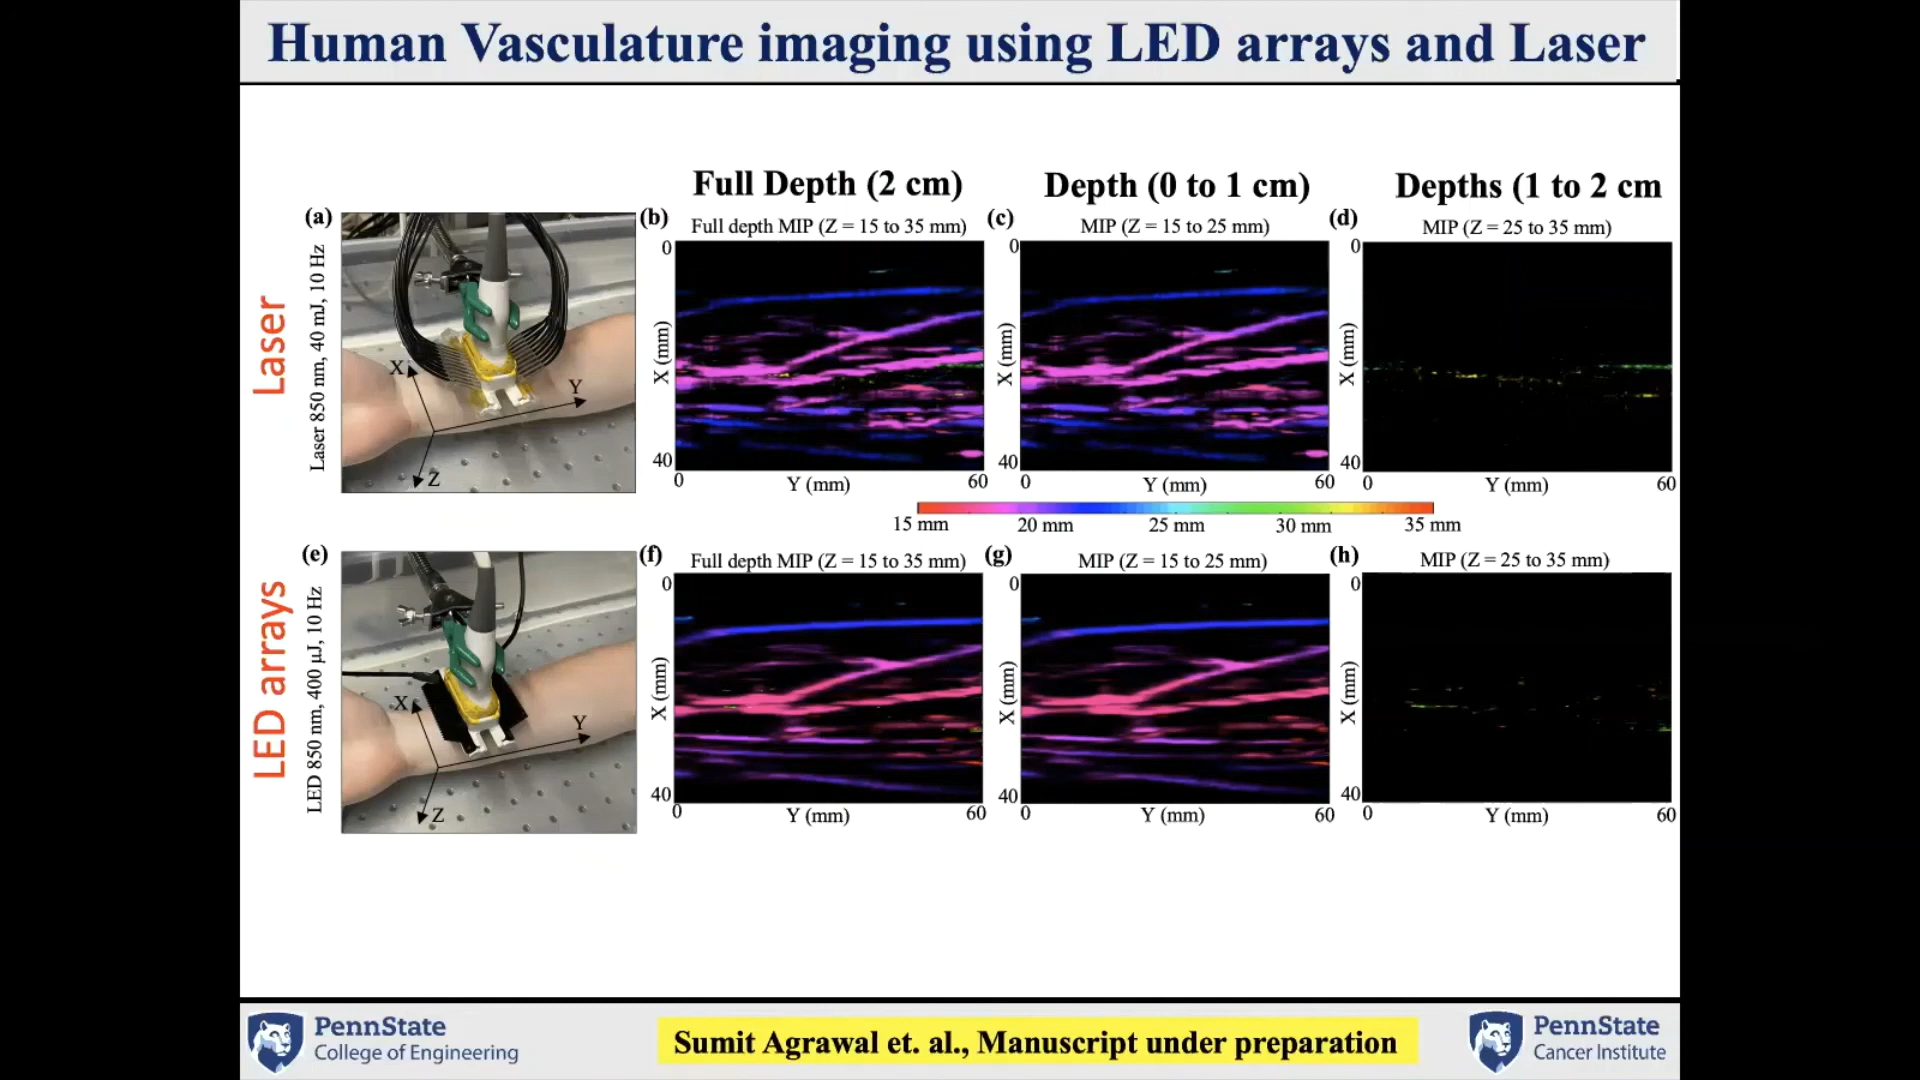 Human Vasculature imaging using LED arrays and Laser
Full Depth (2 cm)
Depth (0 to 1 cm)
Depths (1 to 2 cm
Laser
Laser 850 nm, 40 mJ, 10 Hz
(a)
X
Y
Z
(b)
Full depth MIP (Z = 15 to 35 mm)
0
X (mm)
40
0
Y (mm)
60
(c)
MIP (Z = 15 to 25 mm)
0
X (mm)
40
0
Y (mm)
60
(d)
MIP (Z = 25 to 35 mm)
0
X (mm)
40
0
Y (mm)
60
15 mm
20 mm
25 mm
30 mm
35 mm
LED arrays
LED 850 nm, 400 μJ, 10 Hz
(e)
X
Y
Z
(f)
Full depth MIP (Z = 15 to 35 mm)
0
X (mm)
40
0
Y (mm)
60
(g)
MIP (Z = 15 to 25 mm)
0
X (mm)
40
0
Y (mm)
60
(h)
MIP (Z = 25 to 35 mm)
0
X (mm)
40
0
Y (mm)
60
PennState
College of Engineering
Sumit Agrawal et. al., Manuscript under preparation
PennState
Cancer Institute